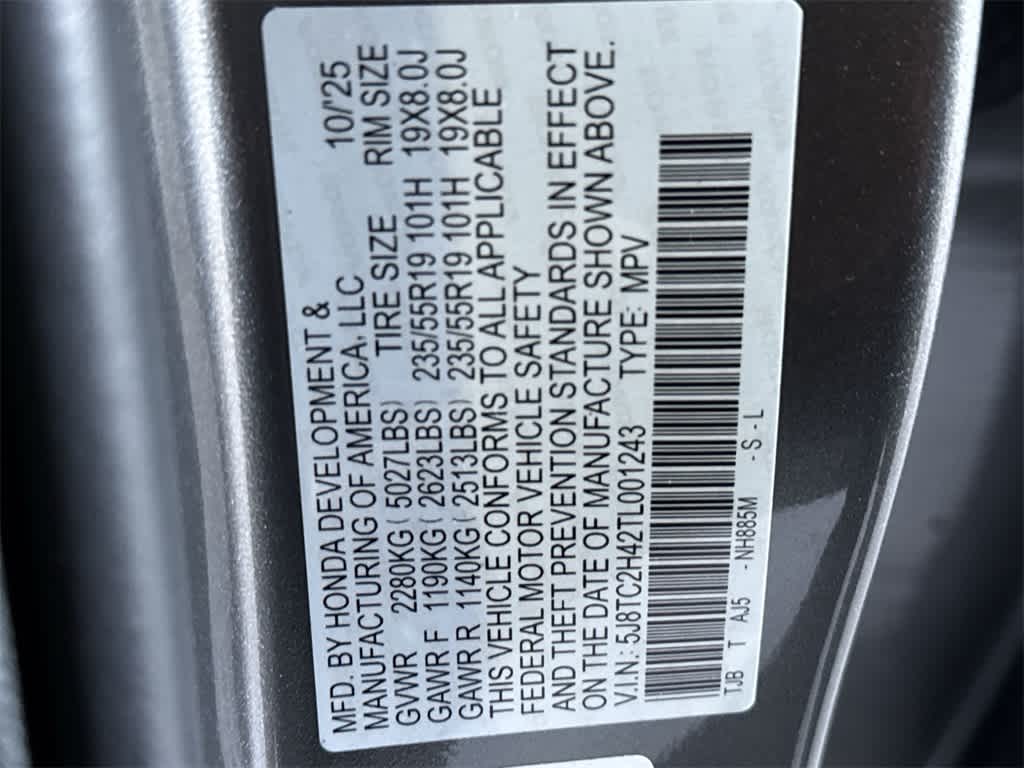 MFD. BY HONDA DEVELOPMENT & 10/'25
MANUFACTURING OF AMERICA, LLC
GVWR 2280KG ( 5027LBS) TIRE SIZE RIM SIZE
GAWR F 1190KG ( 2623LBS) 235/55R19 101H 19X8.0J
GAWR R 1140KG ( 2513LBS) 235/55R19 101H 19X8.0J
THIS VEHICLE CONFORMS TO ALL APPLICABLE
FEDERAL MOTOR VEHICLE SAFETY
AND THEFT PREVENTION STANDARDS IN EFFECT
ON THE DATE OF MANUFACTURE SHOWN ABOVE.
V.I.N.: 5J8TC2H42TL001243 TYPE: MPV
TJB T AJ5 - NH885M - S - L